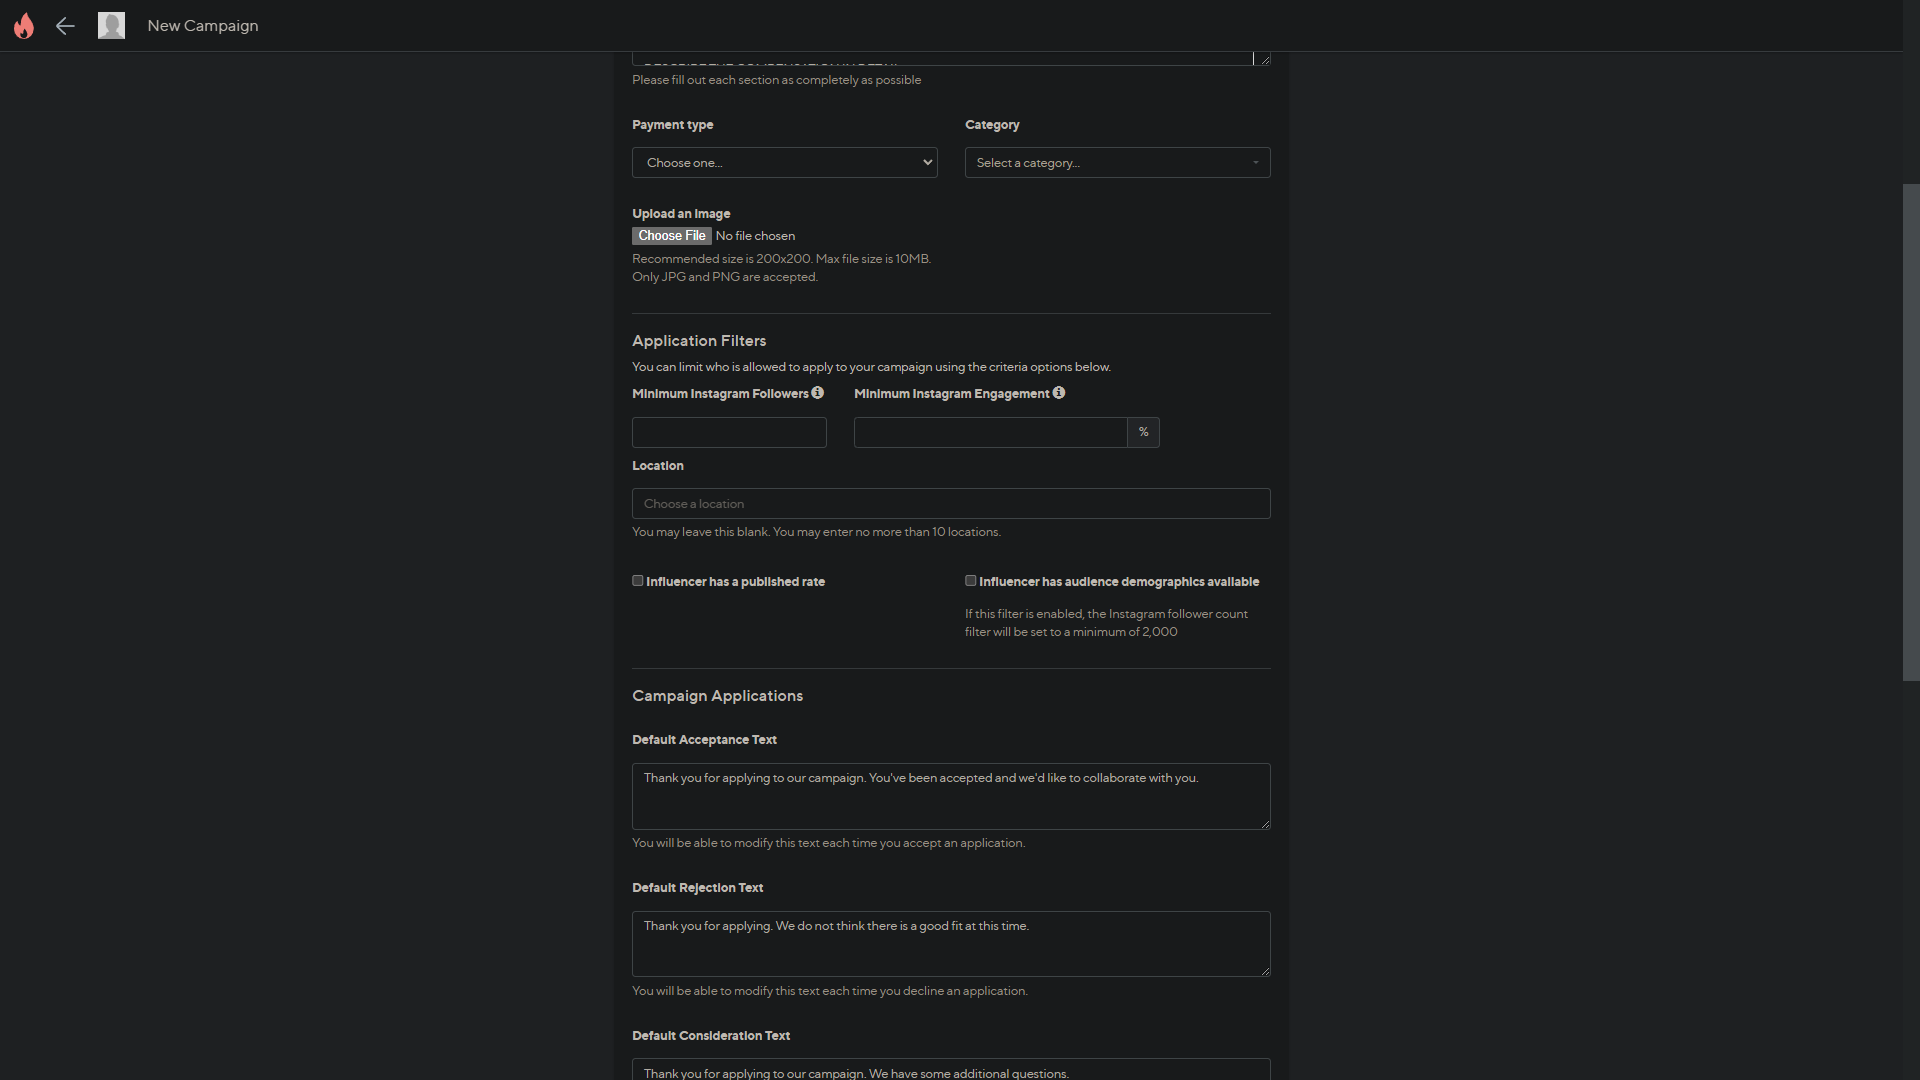 New Campaign
Please fill out each section as completely as possible
Payment type
Category
Choose one...
Select a category...
Upload an image
Choose File No file chosen
Recommended size is 200x200. Max file size is 10MB.
Only JPG and PNG are accepted.
Application Filters
You can limit who is allowed to apply to your campaign using the criteria options below.
Minimum Instagram Followers
Minimum Instagram Engagement
%
Location
Choose a location
You may leave this blank. You may enter no more than 10 locations.
Influencer has a published rate
Influencer has audience demographics available
If this filter is enabled, the Instagram follower count
filter will be set to a minimum of 2,000
Campaign Applications
Default Acceptance Text
Thank you for applying to our campaign. You've been accepted and we'd like to collaborate with you.
You will be able to modify this text each time you accept an application.
Default Rejection Text
Thank you for applying. We do not think there is a good fit at this time.
You will be able to modify this text each time you decline an application.
Default Consideration Text
Thank you for applying to our campaign. We have some additional questions.